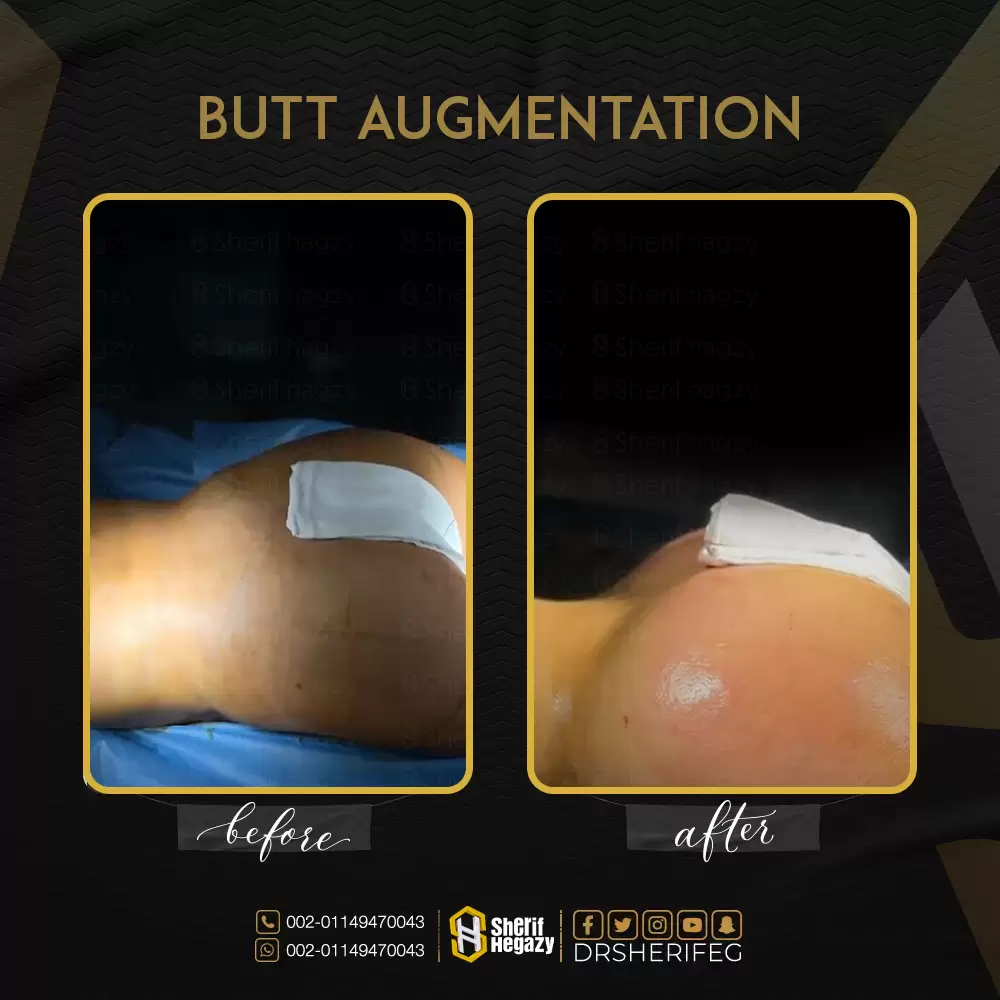 BUTT AUGMENTATION
before
after
002-01149470043
002-01149470043
Sherif
Hegazy
DRSHERIFEG